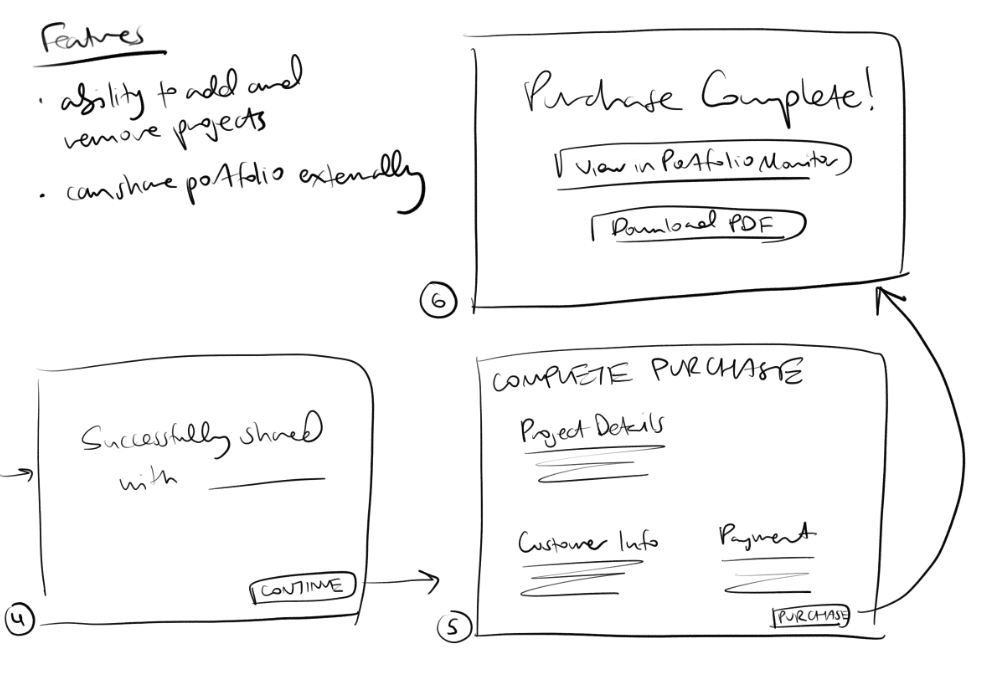 Features
· ability to add and
remove projects
· can share portfolio externally
Purchase Complete!
View in Portfolio Monitor
Download PDF
6
Successfully shared
with
CONTINUE
4
COMPLETE PURCHASE
Project Details
Customer Info
Payment
PURCHASE
5